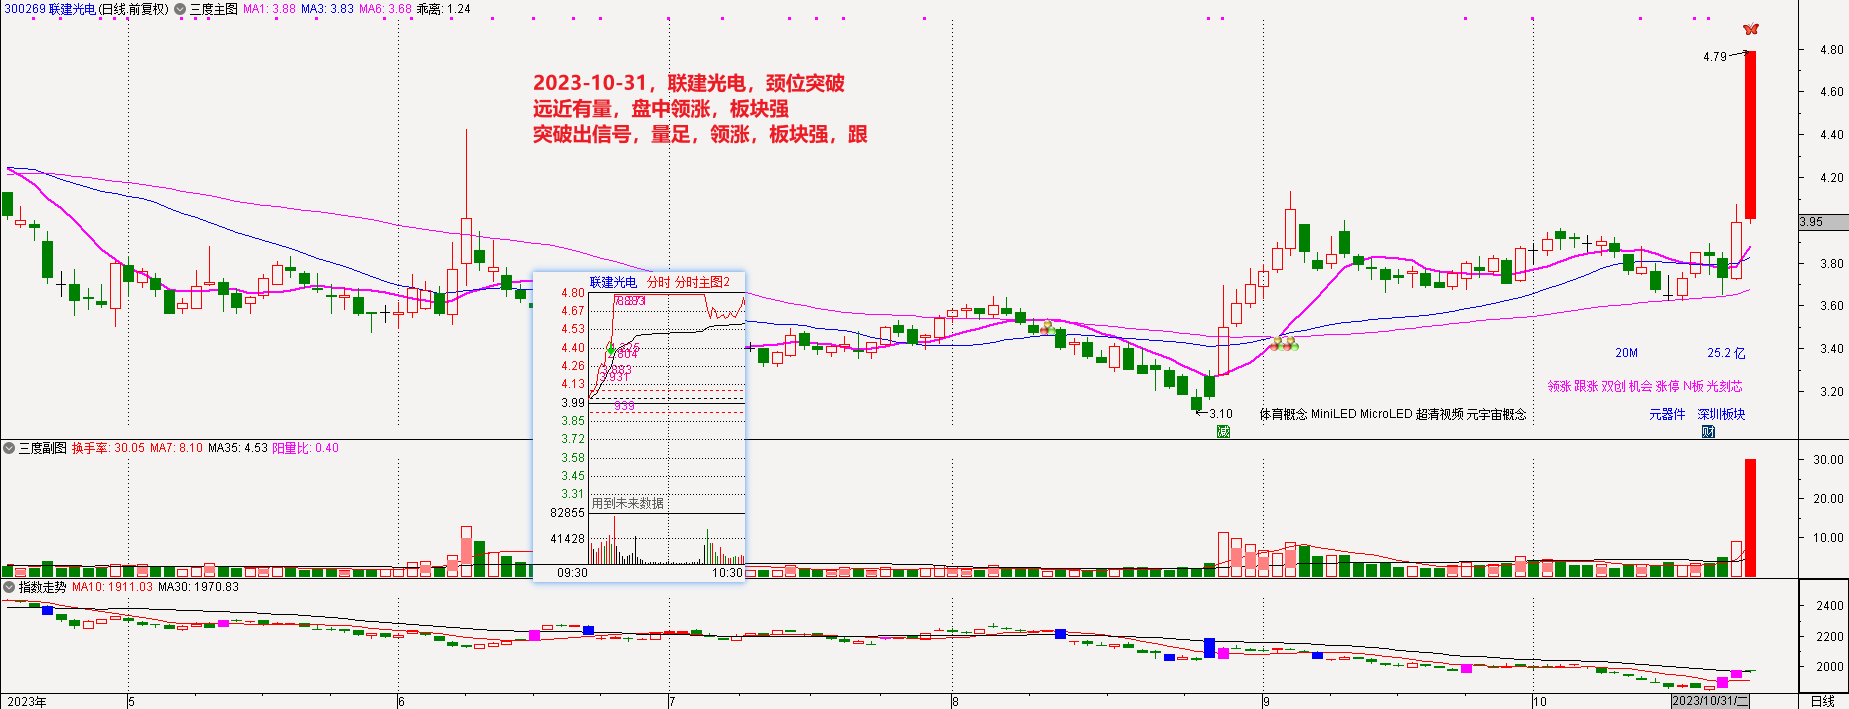 300269 联建光电(日线.前复权) 三度主图 MA1: 3.88 MA3: 3.83 MA6: 3.68 乖离: 1.24
4.79
4.80
4.60
4.40
4.20
3.95
3.80
3.60
3.40
3.20
2023-10-31，联建光电，颈位突破
远近有量，盘中领涨，板块强
突破出信号，量足，领涨，板块强，跟
联建光电 分时 分时主图2
4.80
4.67
4.53
4.40
4.26
4.13
3.99
3.85
3.72
3.58
3.45
3.31
939
用到未来数据
82855
41428
09:30 10:30
20M 25.2 亿
领涨 跟涨 双创 机会 涨停 N板 光刻芯
←3.10 体育概念 MiniLED MicroLED 超清视频 元宇宙概念 元器件 深圳板块
减 财
三度副图 换手率: 30.05 MA7: 8.10 MA35: 4.53 阳量比: 0.40
30.00
20.00
10.00
指数走势 MA10: 1911.03 MA30: 1970.83
2400
2200
2000
2023年 5 6 7 8 9 10 2023/10/31/二 日线